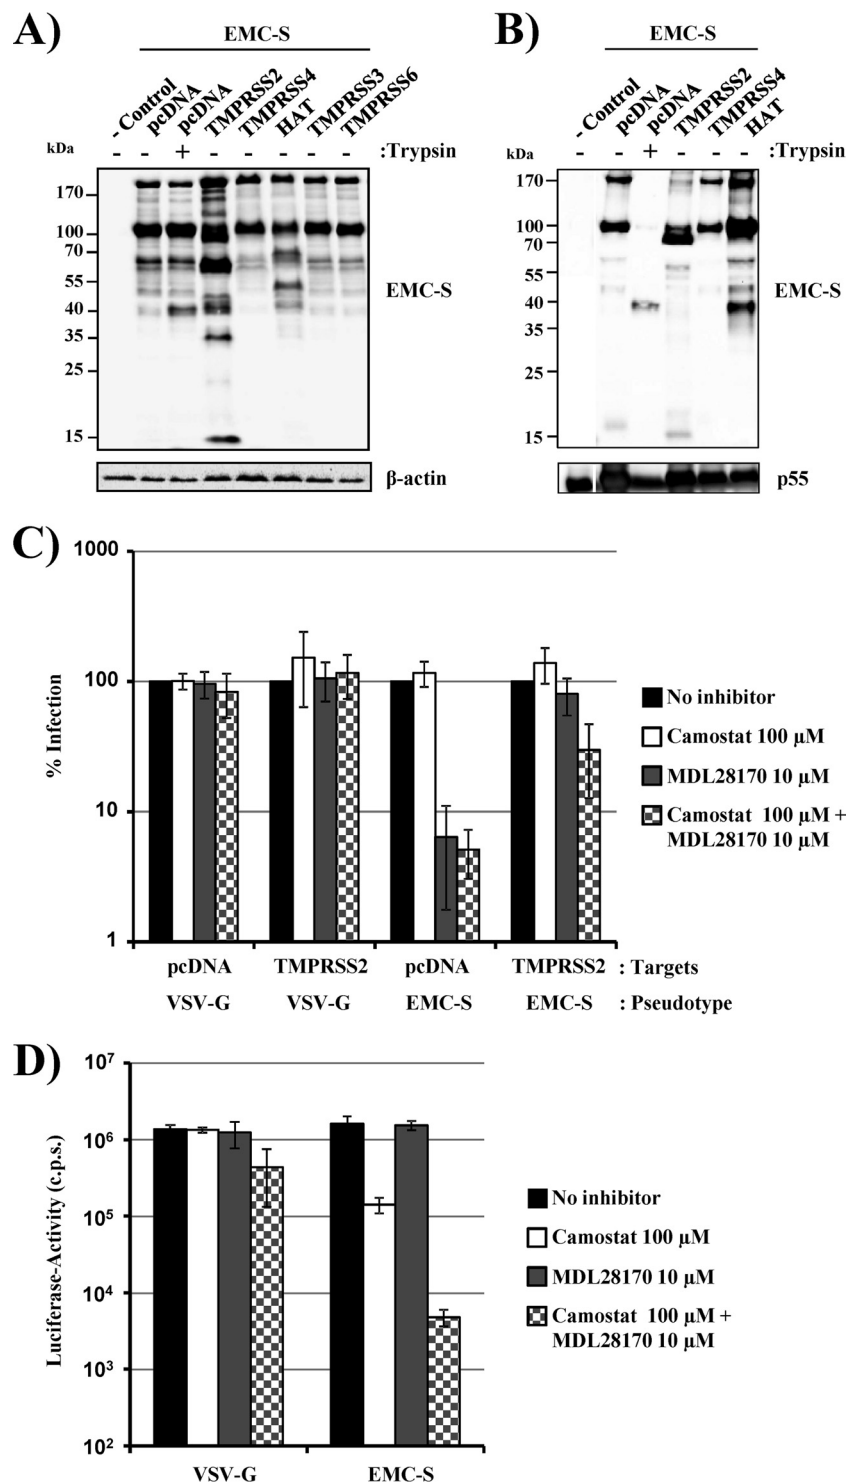 A)
EMC-S
- Control
pcDNA
pcDNA
TMPRSS2
TMPRSS4
HAT
TMPRSS3
TMPRSS6
kDa
- - + - - - - - :Trypsin
170
100
70
55
40
35
25
15
EMC-S
β-actin
B)
EMC-S
- Control
pcDNA
pcDNA
TMPRSS2
TMPRSS4
HAT
kDa
- - + - - - :Trypsin
170
100
70
55
40
35
25
15
EMC-S
p55
C)
% Infection
1000
100
10
1
pcDNA TMPRSS2 pcDNA TMPRSS2 : Targets
VSV-G VSV-G EMC-S EMC-S : Pseudotype
No inhibitor
Camostat 100 µM
MDL28170 10 µM
Camostat 100 µM +
MDL28170 10 µM
D)
Luciferase-Activity (c.p.s.)
10⁷
10⁶
10⁵
10⁴
10³
10²
VSV-G EMC-S
No inhibitor
Camostat 100 µM
MDL28170 10 µM
Camostat 100 µM +
MDL28170 10 µM